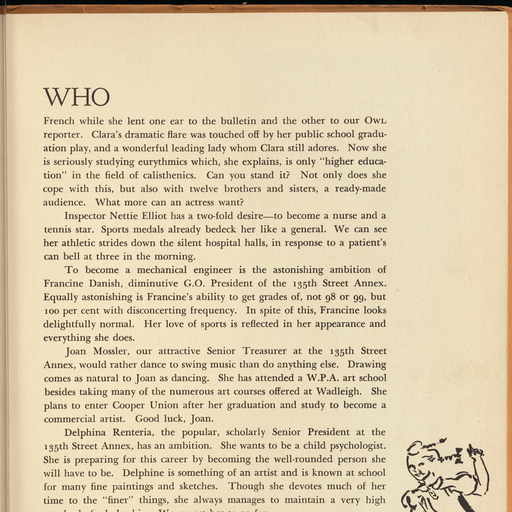 WHO
French while she lent one ear to the bulletin and the other to our OWL
reporter. Clara's dramatic flare was touched off by her public school gradu-
ation play, and a wonderful leading lady whom Clara still adores. Now she
is seriously studying eurythmics which, she explains, is only "higher educa-
tion" in the field of calisthenics. Can you stand it? Not only does she
cope with this, but also with twelve brothers and sisters, a ready-made
audience. What more can an actress want?
Inspector Nettie Elliot has a two-fold desire—to become a nurse and a
tennis star. Sports medals already bedeck her like a general. We can see
her athletic strides down the silent hospital halls, in response to a patient's
can bell at three in the morning.
To become a mechanical engineer is the astonishing ambition of
Francine Danish, diminutive G.O. President of the 135th Street Annex.
Equally astonishing is Francine's ability to get grades of, not 98 or 99, but
100 per cent with disconcerting frequency. In spite of this, Francine looks
delightfully normal. Her love of sports is reflected in her appearance and
everything she does.
Joan Mossler, our attractive Senior Treasurer at the 135th Street
Annex, would rather dance to swing music than do anything else. Drawing
comes as natural to Joan as dancing. She has attended a W.P.A. art school
besides taking many of the numerous art courses offered at Wadleigh. She
plans to enter Cooper Union after her graduation and study to become a
commercial artist. Good luck, Joan.
Delphina Renteria, the popular, scholarly Senior President at the
135th Street Annex, has an ambition. She wants to be a child psychologist.
She is preparing for this career by becoming the well-rounded person she
will have to be. Delphine is something of an artist and is known at school
for many fine paintings and sketches. Though she devotes much of her
time to the "finer" things, she always manages to maintain a very high